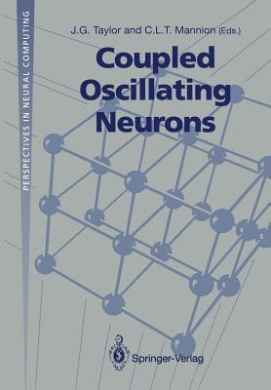 J.G. Taylor and C.L.T. Mannion (Eds.)
Coupled
Oscillating
Neurons
PERSPECTIVES IN NEURAL COMPUTING
Springer-Verlag